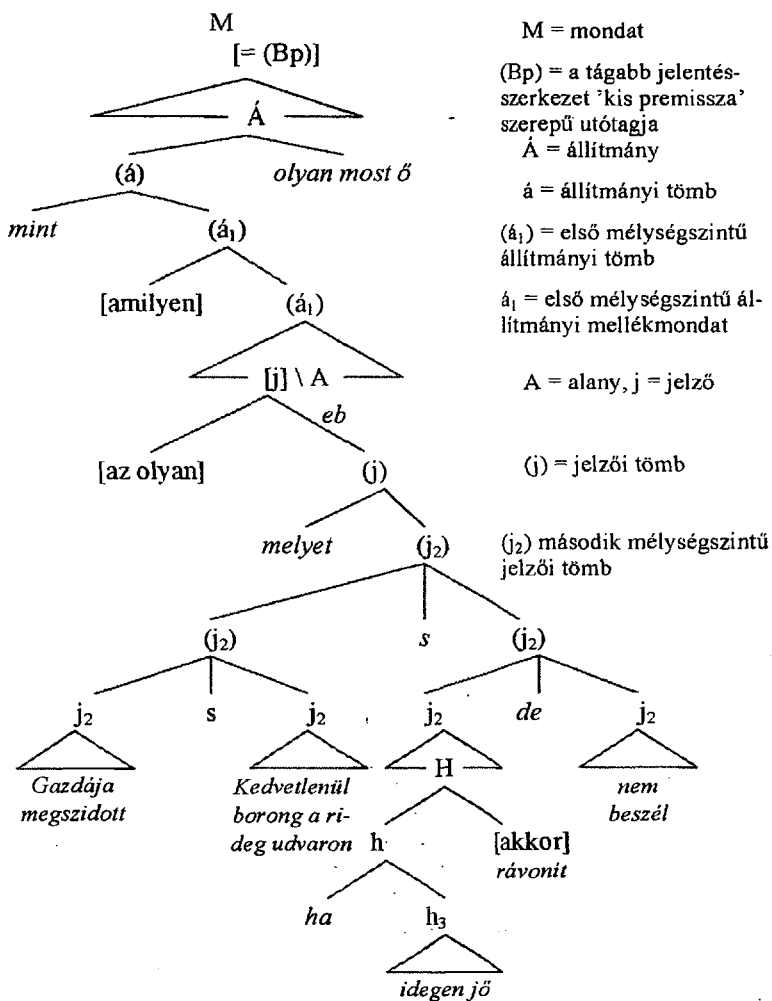 M
[= (Bp)]
Á
(á)
olyan most ő
mint
(á₁)
[amilyen]
(á₁)
[j] \ A
eb
[az olyan]
(j)
melyet
(j₂)
(j₂)
s
(j₂)
j₂
s
j₂
j₂
de
j₂
Gazdája
megszidott
Kedvetlenül
borong a ri-
deg udvaron
H
nem
beszél
h
[akkor]
rávonít
ha
h₃
idegen jő
M = mondat
(Bp) = a tágabb jelentés-
szerkezet 'kis premissza'
szerepű utótagja
Á = állítmány
á = állítmányi tömb
(á₁) = első mélységszintű
állítmányi tömb
á₁ = első mélységszintű ál-
lítmányi mellékmondat
A = alany, j = jelző
(j) = jelzői tömb
(j₂) második mélységszintű
jelzői tömb